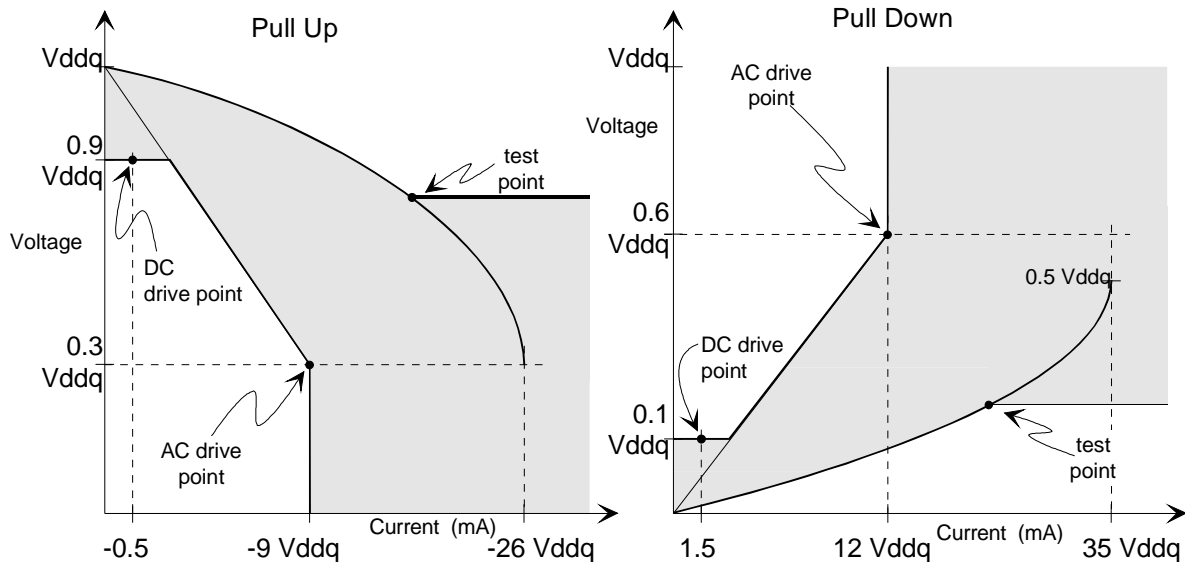 Pull Up
Vddq
0.9
Vddq
Voltage
DC
drive point
test
point
0.3
Vddq
AC drive
point
Current (mA)
-0.5
-9 Vddq
-26 Vddq
Pull Down
Vddq
AC drive
point
Voltage
0.6
Vddq
0.5 Vddq
DC drive
point
0.1
Vddq
test
point
Current (mA)
1.5
12 Vddq
35 Vddq